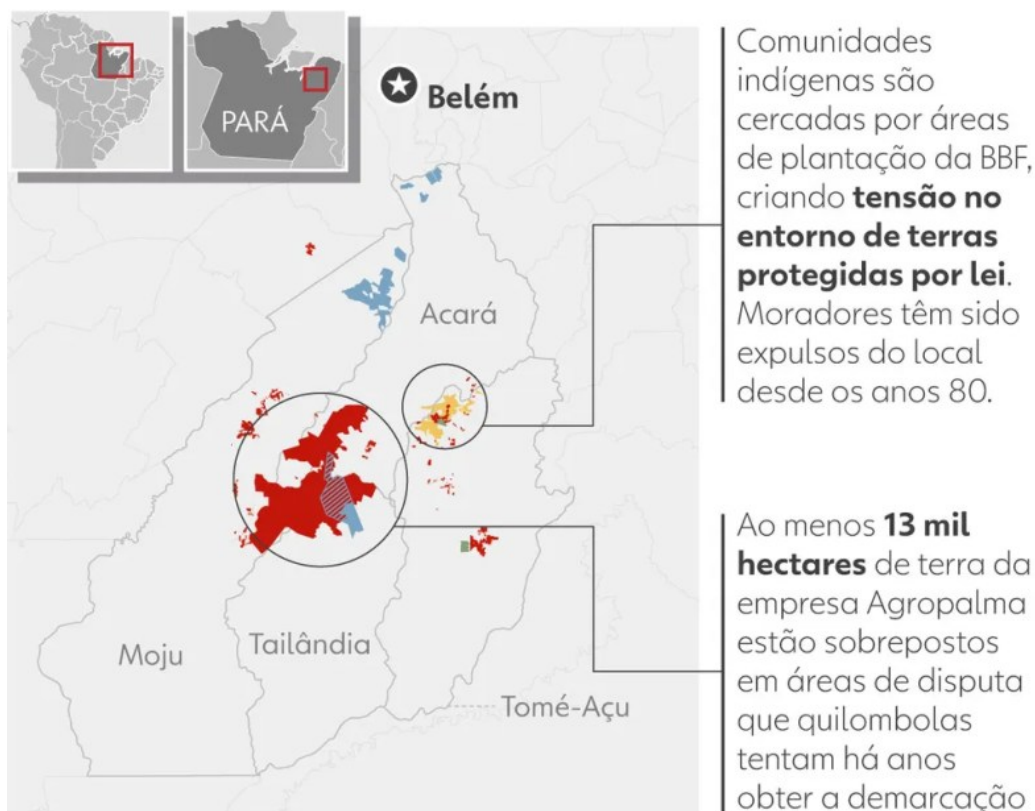 PARÁ
Belém
Acará
Moju
Tailândia
Tomé-Açu
Comunidades
indígenas são
cercadas por áreas
de plantação da BBF,
criando tensão no
entorno de terras
protegidas por lei.
Moradores têm sido
expulsos do local
desde os anos 80.
Ao menos 13 mil
hectares de terra da
empresa Agropalma
estão sobrepostos
em áreas de disputa
que quilombolas
tentam há anos
obter a demarcação